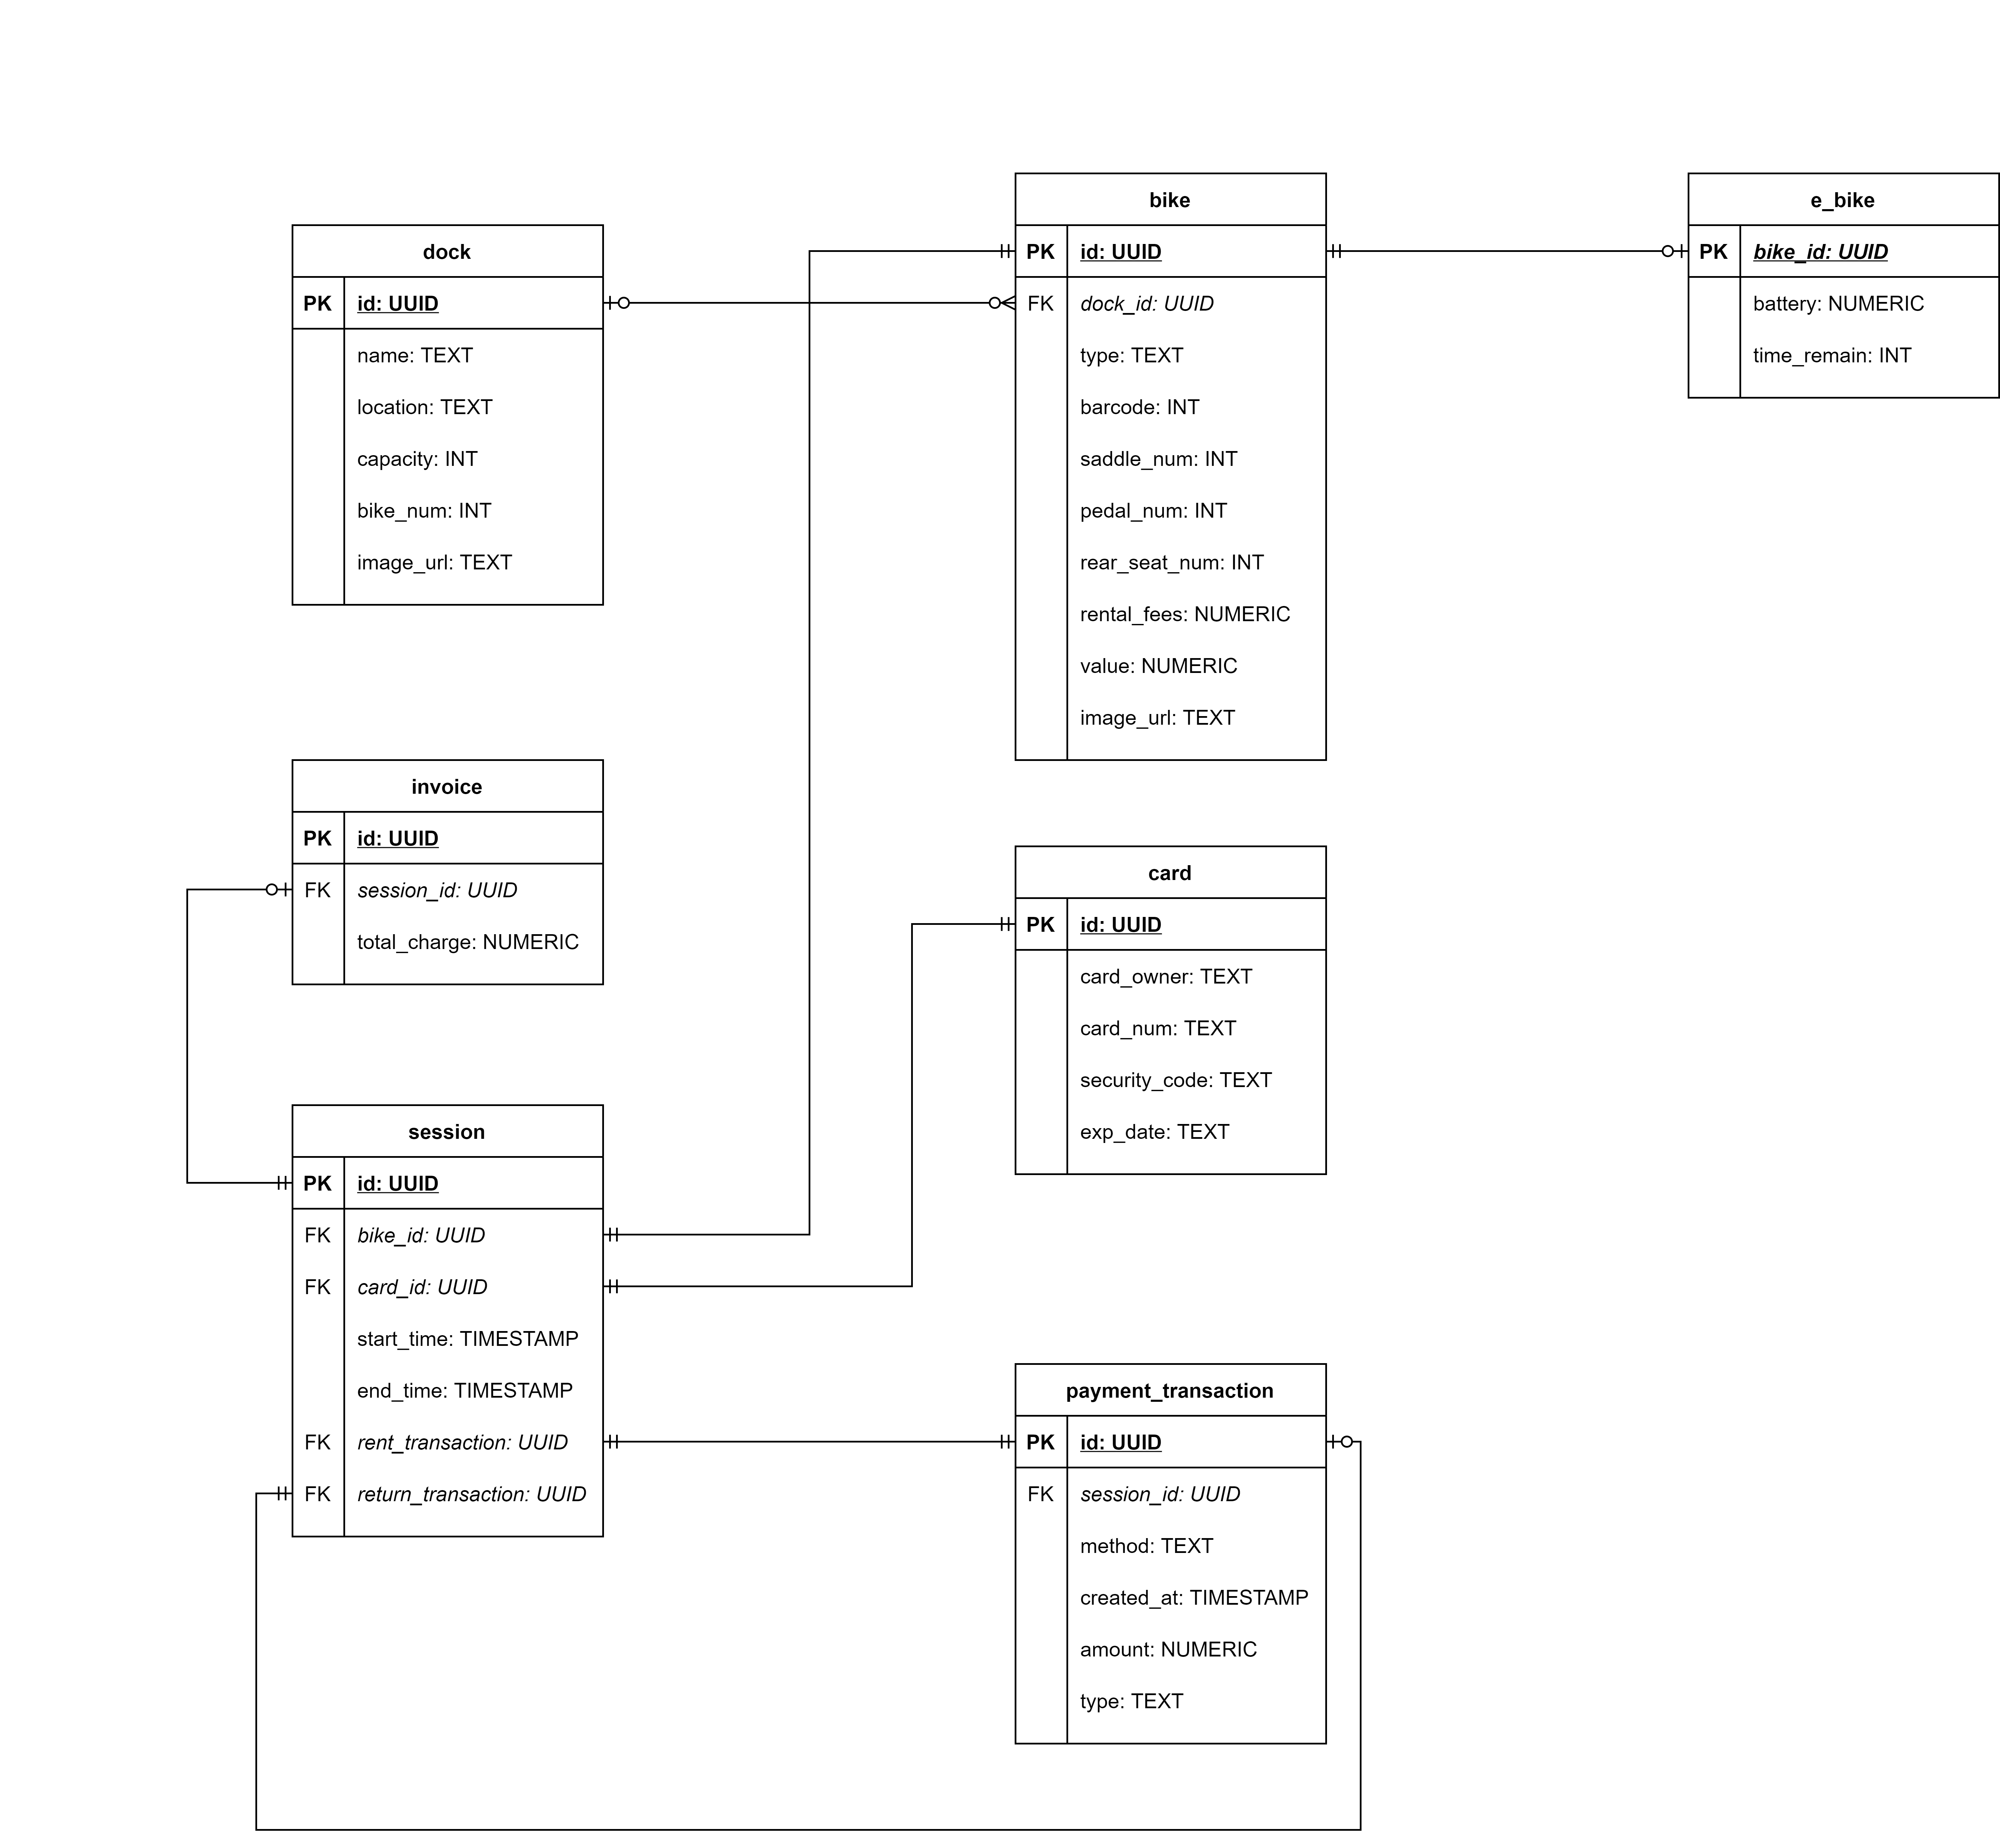 dock
PK id: UUID
name: TEXT
location: TEXT
capacity: INT
bike_num: INT
image_url: TEXT
bike
PK id: UUID
FK dock_id: UUID
type: TEXT
barcode: INT
saddle_num: INT
pedal_num: INT
rear_seat_num: INT
rental_fees: NUMERIC
value: NUMERIC
image_url: TEXT
e_bike
PK bike_id: UUID
battery: NUMERIC
time_remain: INT
invoice
PK id: UUID
FK session_id: UUID
total_charge: NUMERIC
card
PK id: UUID
card_owner: TEXT
card_num: TEXT
security_code: TEXT
exp_date: TEXT
session
PK id: UUID
FK bike_id: UUID
FK card_id: UUID
start_time: TIMESTAMP
end_time: TIMESTAMP
FK rent_transaction: UUID
FK return_transaction: UUID
payment_transaction
PK id: UUID
FK session_id: UUID
method: TEXT
created_at: TIMESTAMP
amount: NUMERIC
type: TEXT